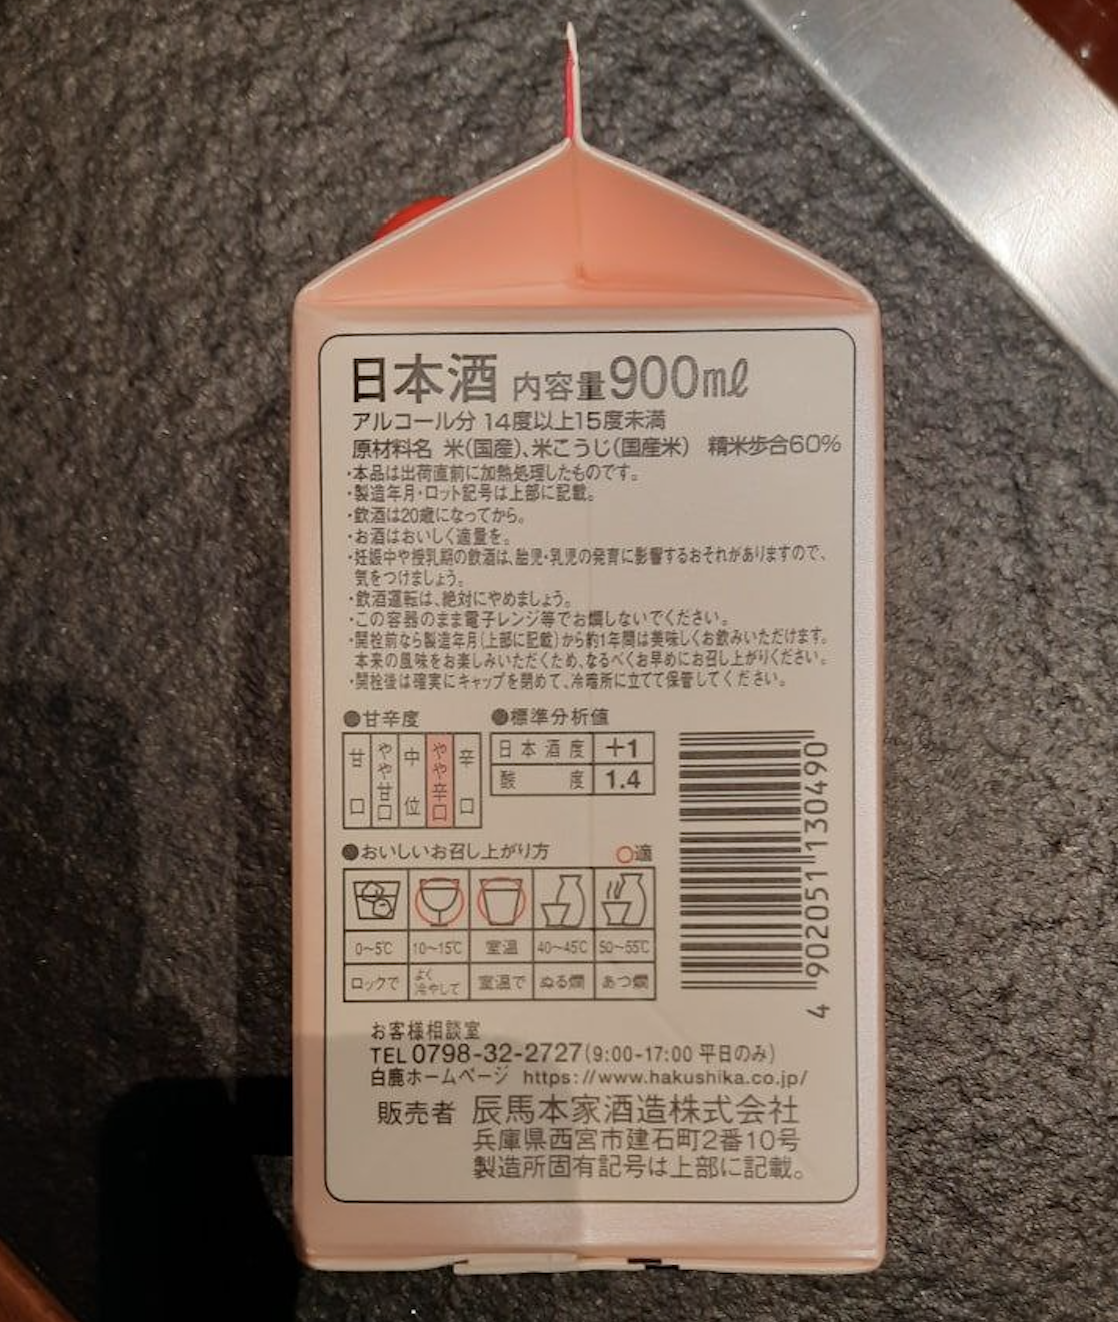 日本酒 内容量900ml
アルコール分 14度以上15度未満
原材料名 米(国産)、米こうじ(国産米) 精米歩合60%
・本品は出荷直前に加熱処理したものです。
・製造年月・ロット記号は上部に記載。
・飲酒は20歳になってから。
・お酒はおいしく適量を。
・妊娠中や授乳期の飲酒は、胎児・乳児の発育に影響するおそれがありますので、
気をつけましょう。
・飲酒運転は、絶対にやめましょう。
・この容器のまま電子レンジ等でお燗しないでください。
・開栓前なら製造年月(上部に記載)から約1年間は美味しくお飲みいただけます。
本来の風味をお楽しみいただくため、なるべくお早めにお召し上がりください。
・開栓後は確実にキャップを閉めて、冷暗所に立てて保管してください。
●甘辛度
甘口 やや甘口 中位 やや辛口 辛口
●標準分析値
日本酒度 +1
酸度 1.4
●おいしいお召し上がり方 ○適
0〜5℃ 10〜15℃ 室温 40〜45℃ 50〜55℃
ロックで よく冷やして 室温で ぬる燗 あつ燗
4 902051 130490
お客様相談室
TEL 0798-32-2727(9:00-17:00 平日のみ)
白鹿ホームページ https://www.hakushika.co.jp/
販売者 辰馬本家酒造株式会社
兵庫県西宮市建石町2番10号
製造所固有記号は上部に記載。